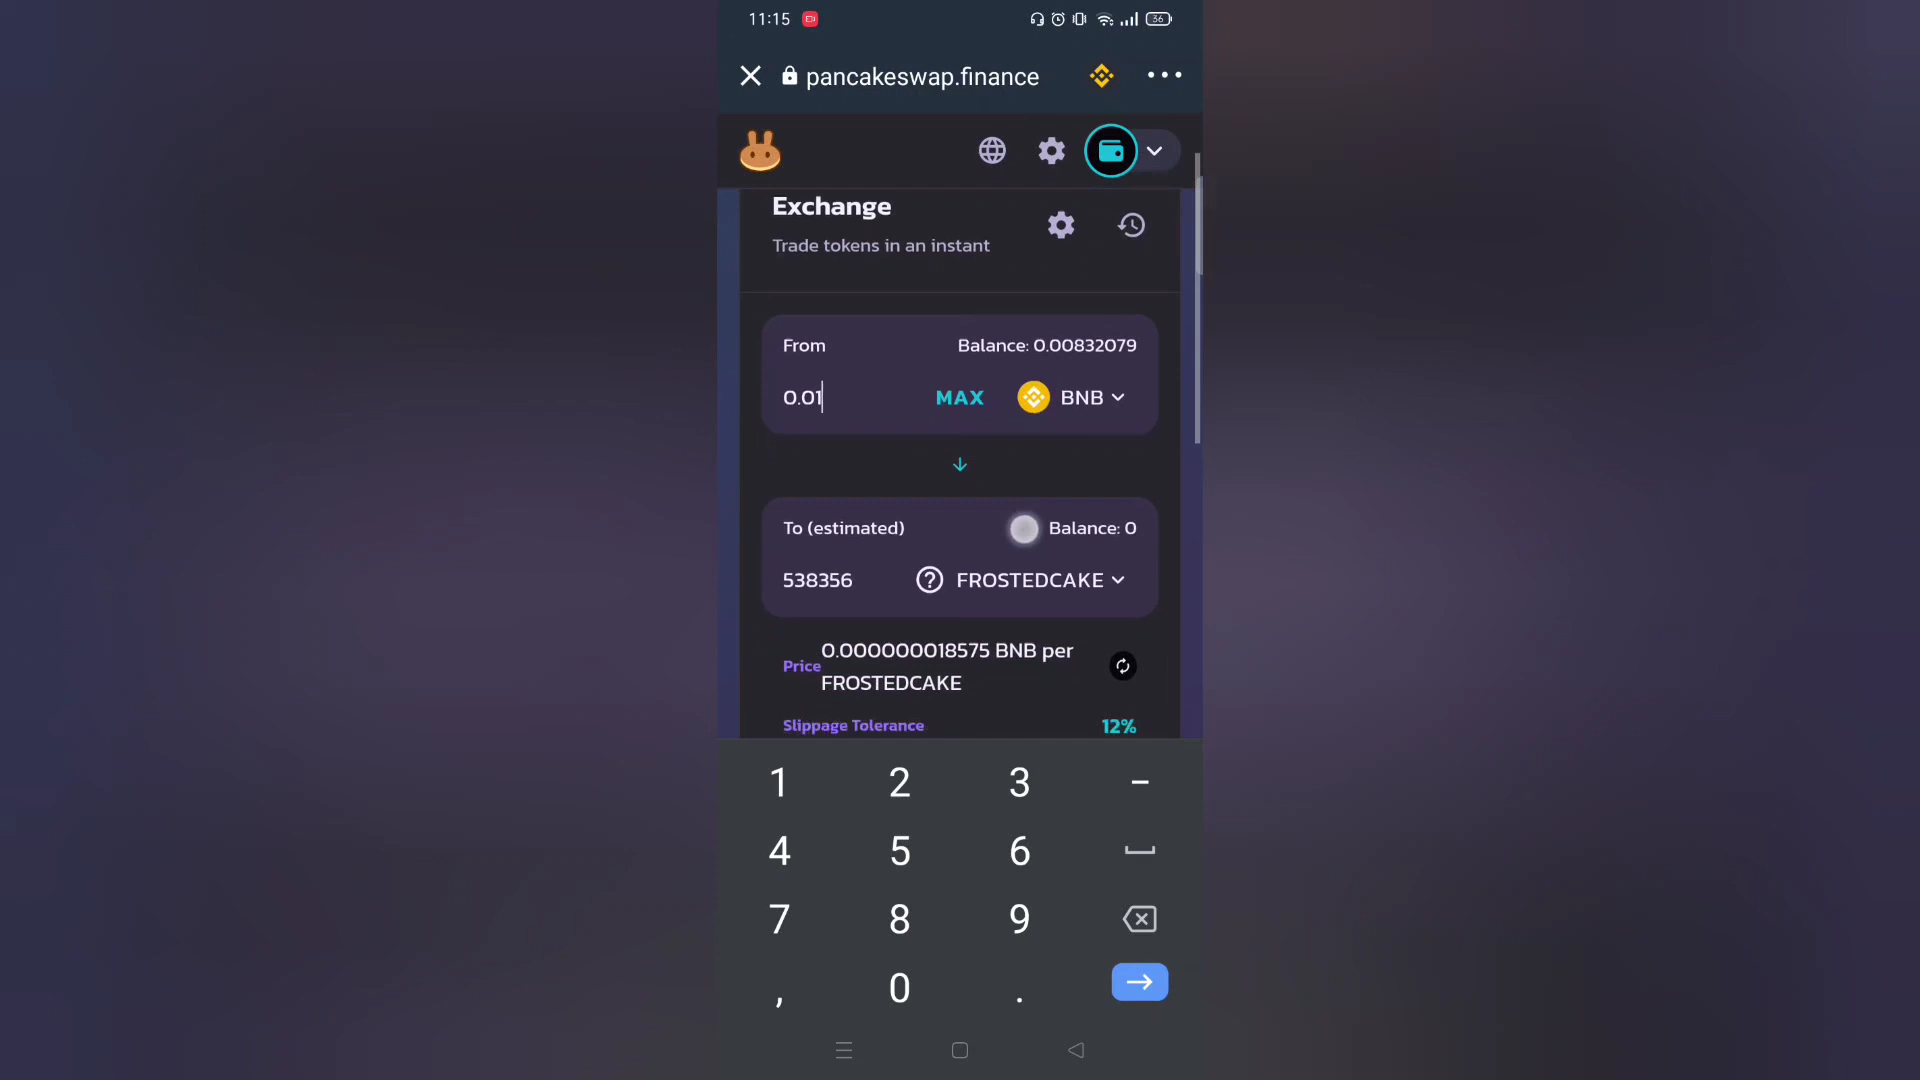 11:15
36
pancakeswap.finance
Exchange
Trade tokens in an instant
From Balance: 0.00832079
0.01 MAX BNB
To (estimated) Balance: 0
538356 FROSTEDCAKE
Price 0.000000018575 BNB per
FROSTEDCAKE
Slippage Tolerance 12%
1 2 3 -
4 5 6
7 8 9
, 0 .